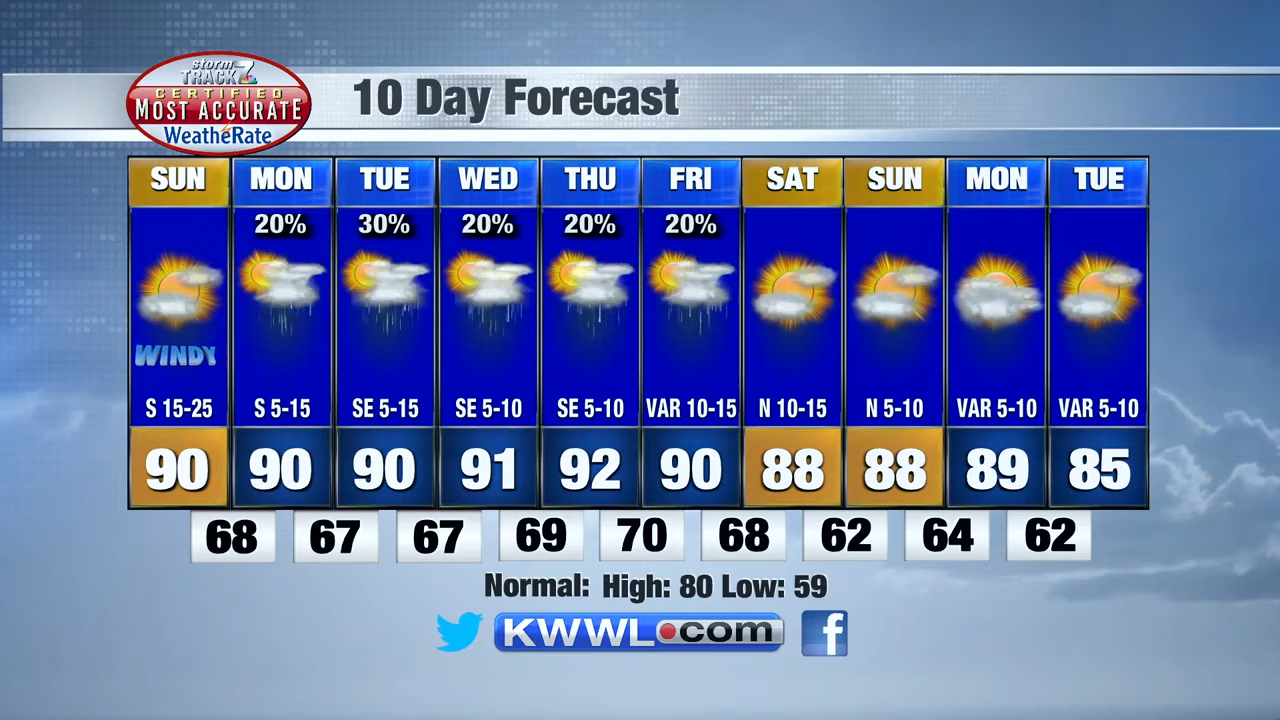 storm
TRACK 7
CERTIFIED
MOST ACCURATE
WeatheRate
10 Day Forecast
SUN MON TUE WED THU FRI SAT SUN MON TUE
20% 30% 20% 20% 20%
WINDY
S 15-25 S 5-15 SE 5-15 SE 5-10 SE 5-10 VAR 10-15 N 10-15 N 5-10 VAR 5-10 VAR 5-10
90 90 90 91 92 90 88 88 89 85
68 67 67 69 70 68 62 64 62
Normal: High: 80 Low: 59
KWWL.com f